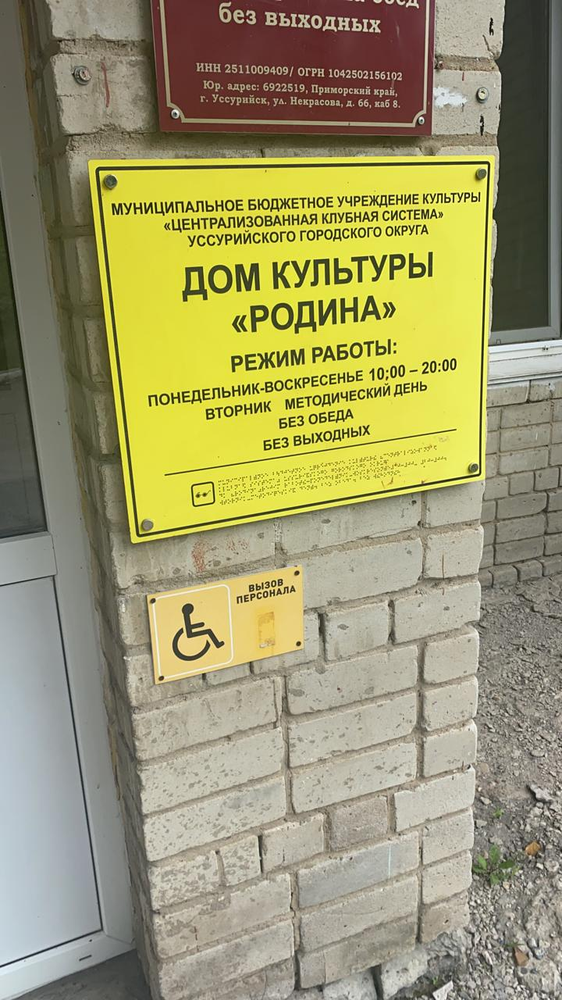 обед
без выходных
ИНН 2511009409/ ОГРН 1042502156102
Юр. адрес: 6922519, Приморский край,
г. Уссурийск, ул. Некрасова, д. 66, каб 8.
МУНИЦИПАЛЬНОЕ БЮДЖЕТНОЕ УЧРЕЖДЕНИЕ КУЛЬТУРЫ
«ЦЕНТРАЛИЗОВАННАЯ КЛУБНАЯ СИСТЕМА»
УССУРИЙСКОГО ГОРОДСКОГО ОКРУГА
ДОМ КУЛЬТУРЫ
«РОДИНА»
РЕЖИМ РАБОТЫ:
ПОНЕДЕЛЬНИК-ВОСКРЕСЕНЬЕ 10;00 – 20:00
ВТОРНИК МЕТОДИЧЕСКИЙ ДЕНЬ
БЕЗ ОБЕДА
БЕЗ ВЫХОДНЫХ
ВЫЗОВ
ПЕРСОНАЛА